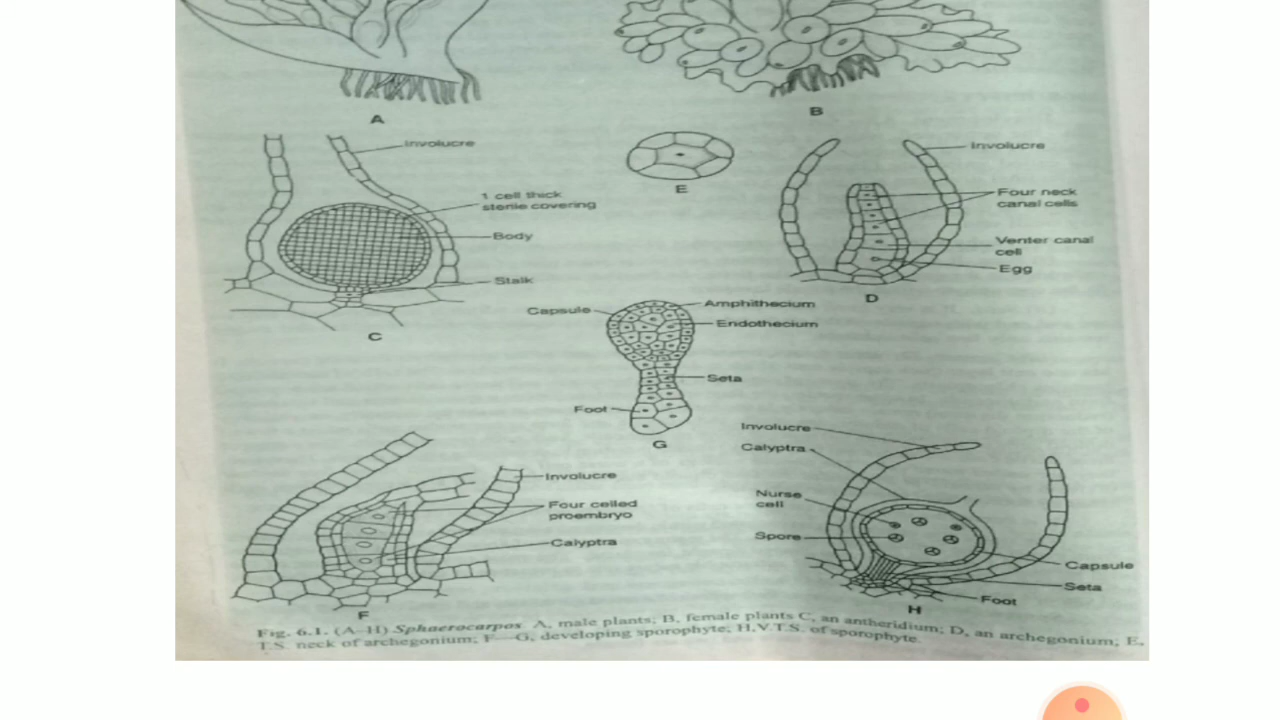 A
B
Involucre
1 cell thick
sterile covering
Body
Stalk
C
E
Involucre
Four neck
canal cells
Venter canal
cell
Egg
D
Capsule
Amphithecium
Endothecium
Seta
Foot
G
Involucre
Four celled
proembryo
Calyptra
F
Involucre
Calyptra
Nurse
cell
Spore
Capsule
Seta
Foot
H
Fig. 6.1. (A–H) Sphaerocarpos A, male plants; B, female plants C, an antheridium; D, an archegonium; E,
T.S. neck of archegonium; F—G, developing sporophyte; H.V.T.S. of sporophyte.